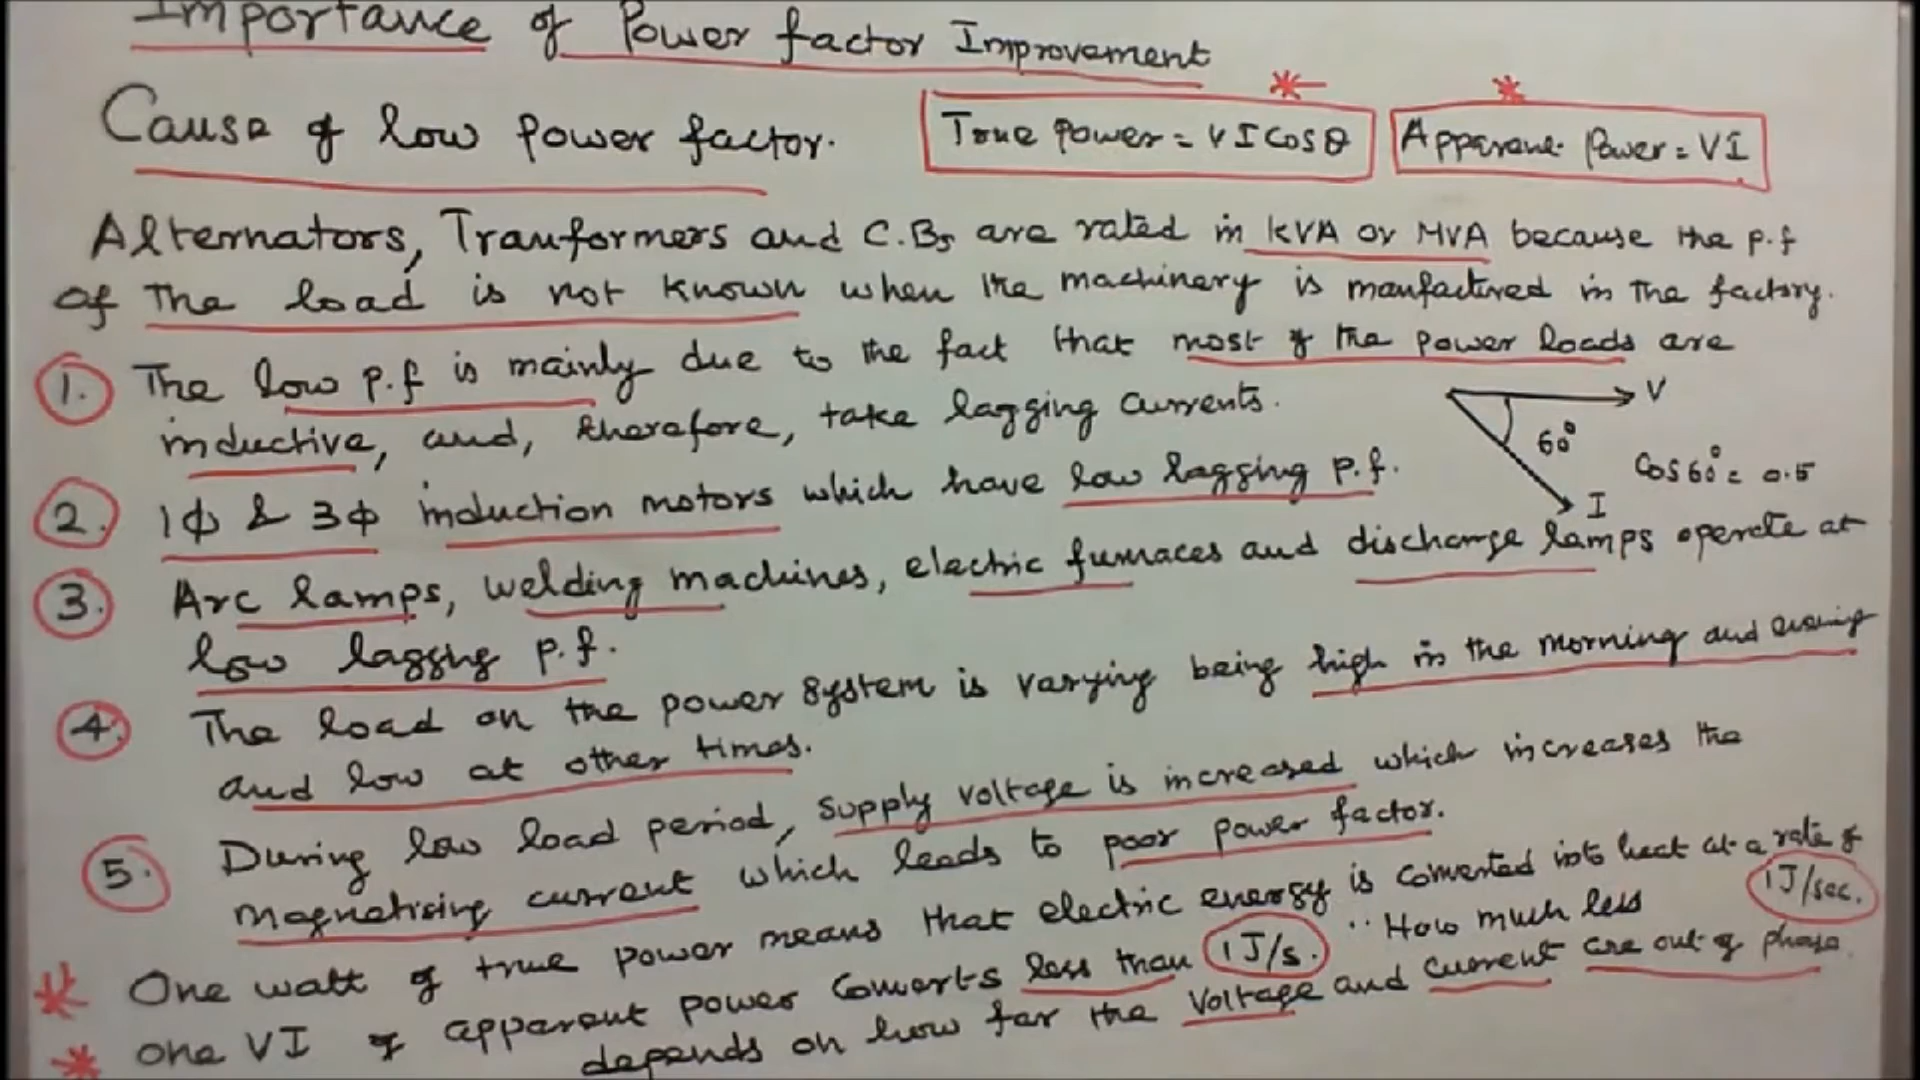 Importance of Power factor Improvement
Cause of low power factor.
True Power = VI Cos θ
Apparent Power = VI
Alternators, Tranformers and C.Bs are rated in KVA or MVA because the p.f
of The load is not known when the machinery is manfactured in the factory.
1. The low p.f is mainly due to the fact that most of the power loads are
inductive, and, therefore, take lagging currents.
V
60°
Cos 60° = 0.5
I
2. 1ϕ & 3ϕ induction motors which have low lagging p.f.
3. Arc lamps, welding machines, electric furnaces and discharge lamps operate at
low lagging p.f.
4. The load on the power system is varying being high in the morning and evening
and low at other times.
5. During low load period, supply voltage is increased which increases the
magnetising current which leads to poor power factor.
* One watt of true power means that electric energy is converted into heat at a rate of
1J/sec.
* One VI of apparent power converts less than 1J/s. .. How much less
depends on how far the voltage and current are out of phase.